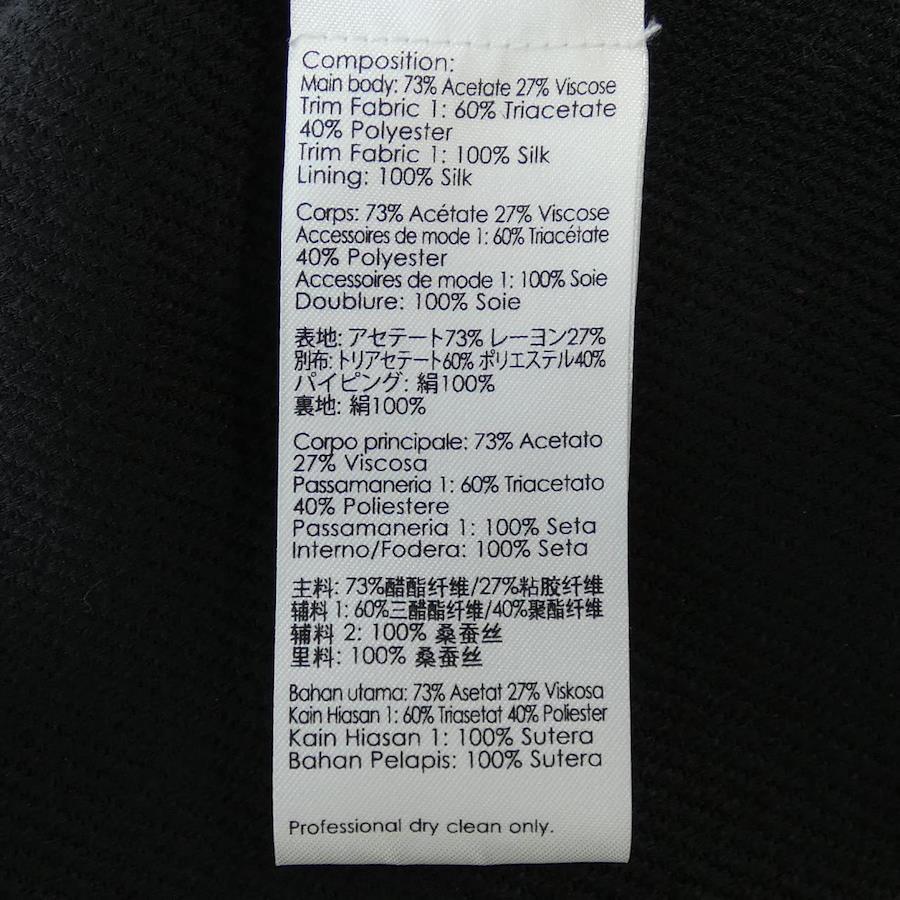 Composition:
Main body: 73% Acetate 27% Viscose
Trim Fabric 1: 60% Triacetate
40% Polyester
Trim Fabric 1: 100% Silk
Lining: 100% Silk
Corps: 73% Acétate 27% Viscose
Accessoires de mode 1: 60% Triacétate
40% Polyester
Accessoires de mode 1: 100% Soie
Doublure: 100% Soie
表地: アセテート73% レーヨン27%
別布: トリアセテート60% ポリエステル40%
パイピング: 絹100%
裏地: 絹100%
Corpo principale: 73% Acetato
27% Viscosa
Passamaneria 1: 60% Triacetato
40% Poliestere
Passamaneria 1: 100% Seta
Interno/Fodera: 100% Seta
主料: 73%醋酯纤维/27%粘胶纤维
辅料 1: 60%三醋酯纤维/40%聚酯纤维
辅料 2: 100% 桑蚕丝
里料: 100% 桑蚕丝
Bahan utama: 73% Asetat 27% Viskosa
Kain Hiasan 1: 60% Triasetat 40% Poliester
Kain Hiasan 1: 100% Sutera
Bahan Pelapis: 100% Sutera
Professional dry clean only.